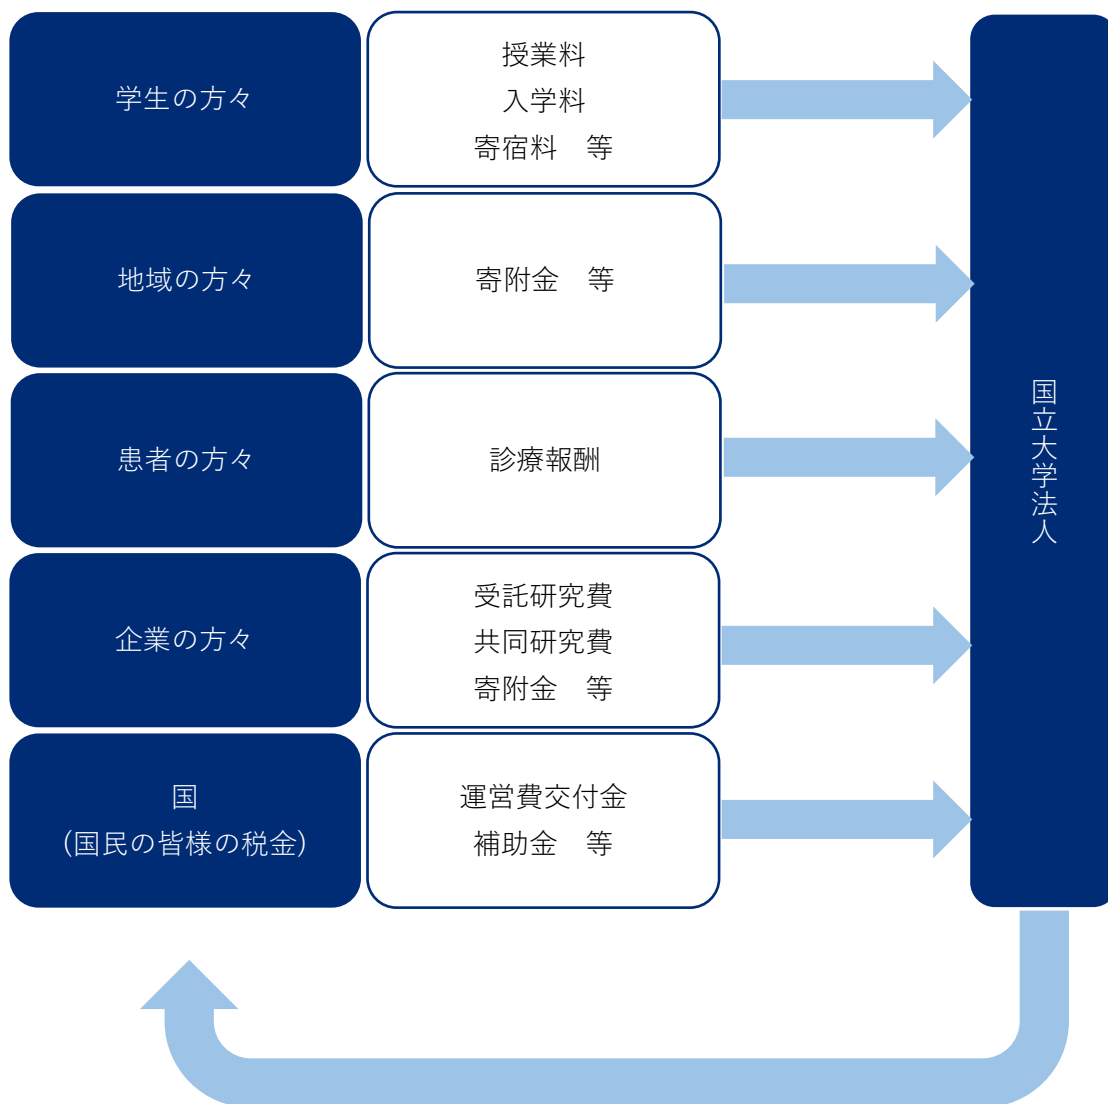 学生の方々
授業料
入学料
寄宿料　等
地域の方々
寄附金　等
患者の方々
診療報酬
企業の方々
受託研究費
共同研究費
寄附金　等
国
(国民の皆様の税金)
運営費交付金
補助金　等
国立大学法人